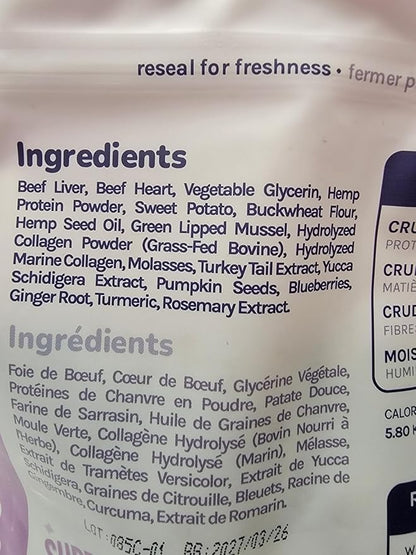 reseal for freshness • fermer p
Ingredients
Beef Liver, Beef Heart, Vegetable Glycerin, Hemp
Protein Powder, Sweet Potato, Buckwheat Flour,
Hemp Seed Oil, Green Lipped Mussel, Hydrolyzed
Collagen Powder (Grass-Fed Bovine), Hydrolyzed
Marine Collagen, Molasses, Turkey Tail Extract, Yucca
Schidigera Extract, Pumpkin Seeds, Blueberries,
Ginger Root, Turmeric, Rosemary Extract.
Ingrédients
Foie de Bœuf, Cœur de Bœuf, Glycérine Végétale,
Protéines de Chanvre en Poudre, Patate Douce,
Farine de Sarrasin, Huile de Graines de Chanvre,
Moule Verte, Collagène Hydrolysé (Bovin Nourri à
l'Herbe), Collagène Hydrolysé (Marin), Mélasse,
Extrait de Tramètes Versicolor, Extrait de Yucca
Schidigera, Graines de Citrouille, Bleuets, Racine de
Gingembre, Curcuma, Extrait de Romarin.
LOT:085C-01 BB:2027/03/26
CRU
PROT
CRU
MATIÈ
CRUD
FIBRE
MOIS
HUMI
CALOR
5.80 K